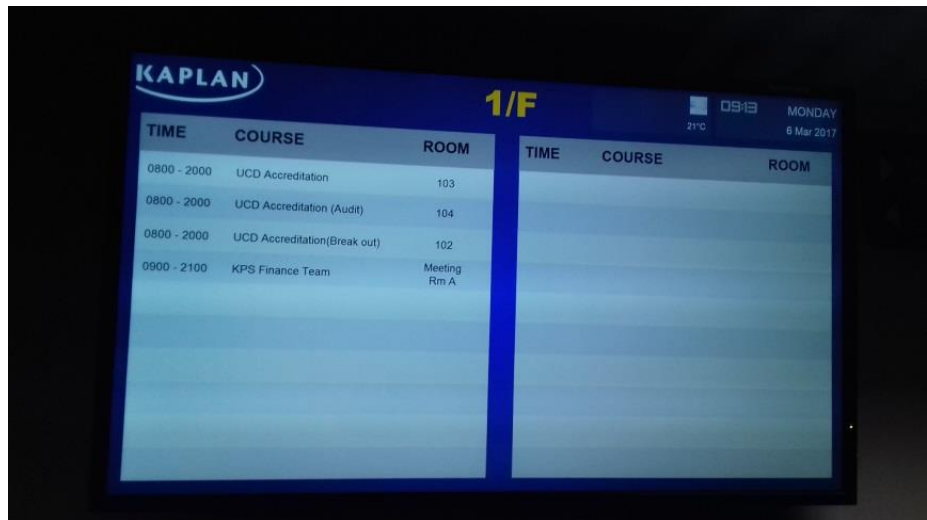 KAPLAN
1/F
21°C
09:13
MONDAY
6 Mar 2017
TIME COURSE ROOM
0800 - 2000 UCD Accreditation 103
0800 - 2000 UCD Accreditation (Audit) 104
0800 - 2000 UCD Accreditation(Break out) 102
0900 - 2100 KPS Finance Team Meeting
Rm A
TIME COURSE ROOM